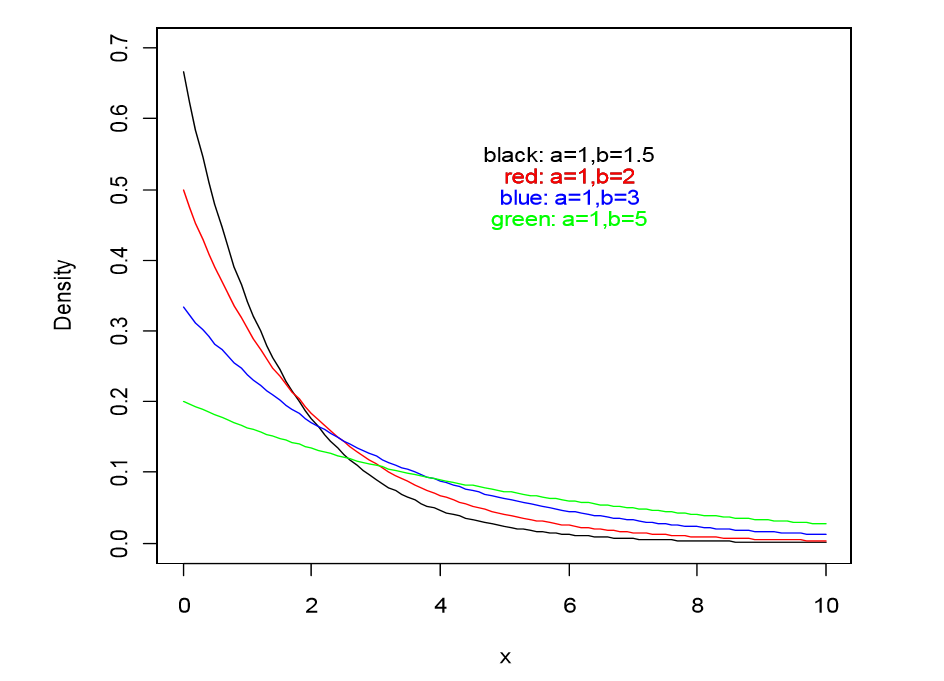 0.7
0.6
0.5
0.4
0.3
0.2
0.1
0.0
Density
black: a=1,b=1.5
red: a=1,b=2
blue: a=1,b=3
green: a=1,b=5
0 2 4 6 8 10
x